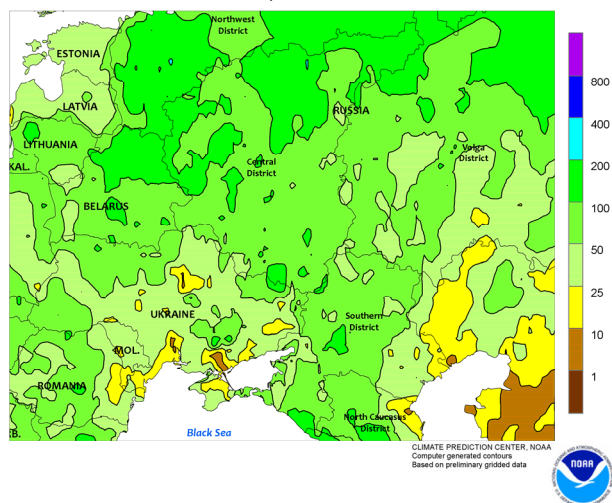 Northwest
District
ESTONIA
LATVIA
RUSSIA
LITHUANIA
KAL.
Central
District
Volga
District
BELARUS
UKRAINE
Southern
District
MOL.
ROMANIA
North Caucasus
District
B.
Black Sea
800
400
200
100
50
25
10
1
CLIMATE PREDICTION CENTER, NOAA
Computer generated contours
Based on preliminary gridded data
NOAA